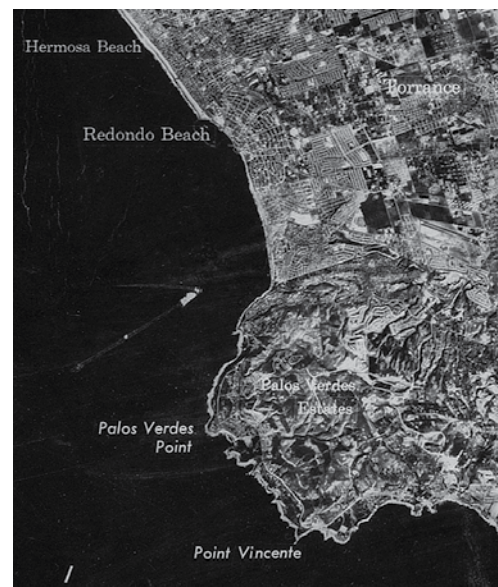 Hermosa Beach
Torrance
Redondo Beach
Palos Verdes
Estates
Palos Verdes
Point
Point Vincente